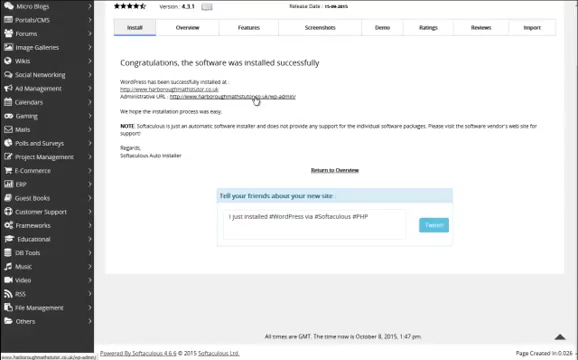 Micro Blogs
Portals/CMS
Forums
Image Galleries
Wikis
Social Networking
Ad Management
Calendars
Gaming
Mails
Polls and Surveys
Project Management
E-Commerce
ERP
Guest Books
Customer Support
Frameworks
Educational
DB Tools
Music
Video
RSS
File Management
Others
www.harboroughmathstutor.co.uk/wp-admin/
Version : 4.3.1
Release Date : 15-09-2015
Install Overview Features Screenshots Demo Ratings Reviews Import
Congratulations, the software was installed successfully
WordPress has been successfully installed at :
http://www.harboroughmathstutor.co.uk
Administrative URL : http://www.harboroughmathstutor.co.uk/wp-admin/
We hope the installation process was easy.
NOTE: Softaculous is just an automatic software installer and does not provide any support for the individual software packages. Please visit the software vendor's web site for
support!
Regards,
Softaculous Auto Installer
Return to Overview
Tell your friends about your new site :
I just installed #WordPress via #Softaculous #PHP
Tweet!
All times are GMT. The time now is October 8, 2015, 1:47 pm.
Powered By Softaculous 4.6.6 © 2015 Softaculous Ltd.
Page Created In:0.026